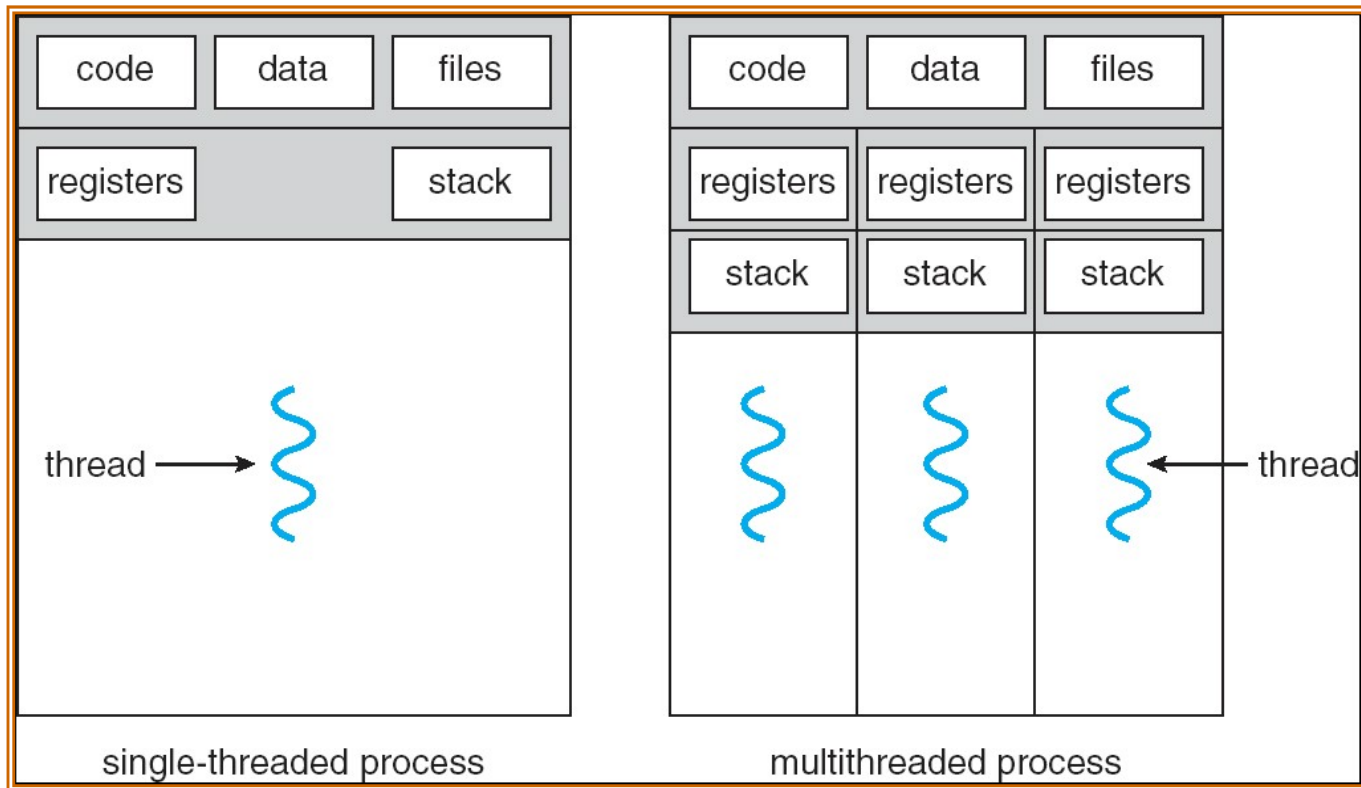 code data files
registers stack
thread
single-threaded process
code data files
registers registers registers
stack stack stack
thread
multithreaded process